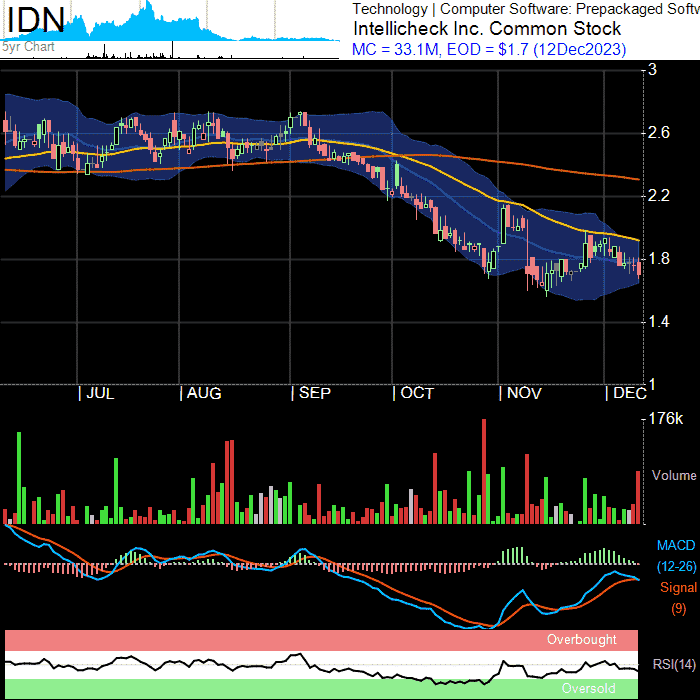 IDN
5yr Chart
Technology | Computer Software: Prepackaged Softw
Intellicheck Inc. Common Stock
MC = 33.1M, EOD = $1.7 (12Dec2023)
3
2.6
2.2
1.8
1.4
1
| JUL | AUG | SEP | OCT | NOV | DEC
176k
Volume
MACD
(12-26)
Signal
(9)
Overbought
RSI(14)
Oversold